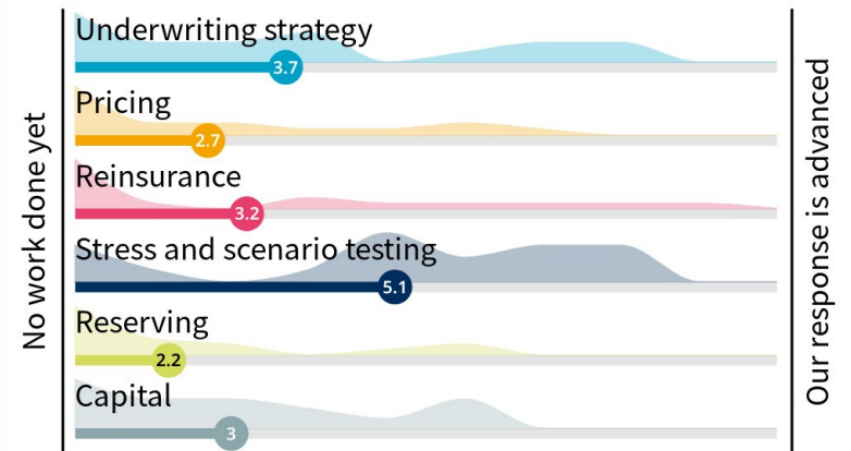 No work done yet
Underwriting strategy
3.7
Pricing
2.7
Reinsurance
3.2
Stress and scenario testing
5.1
Reserving
2.2
Capital
3
Our response is advanced